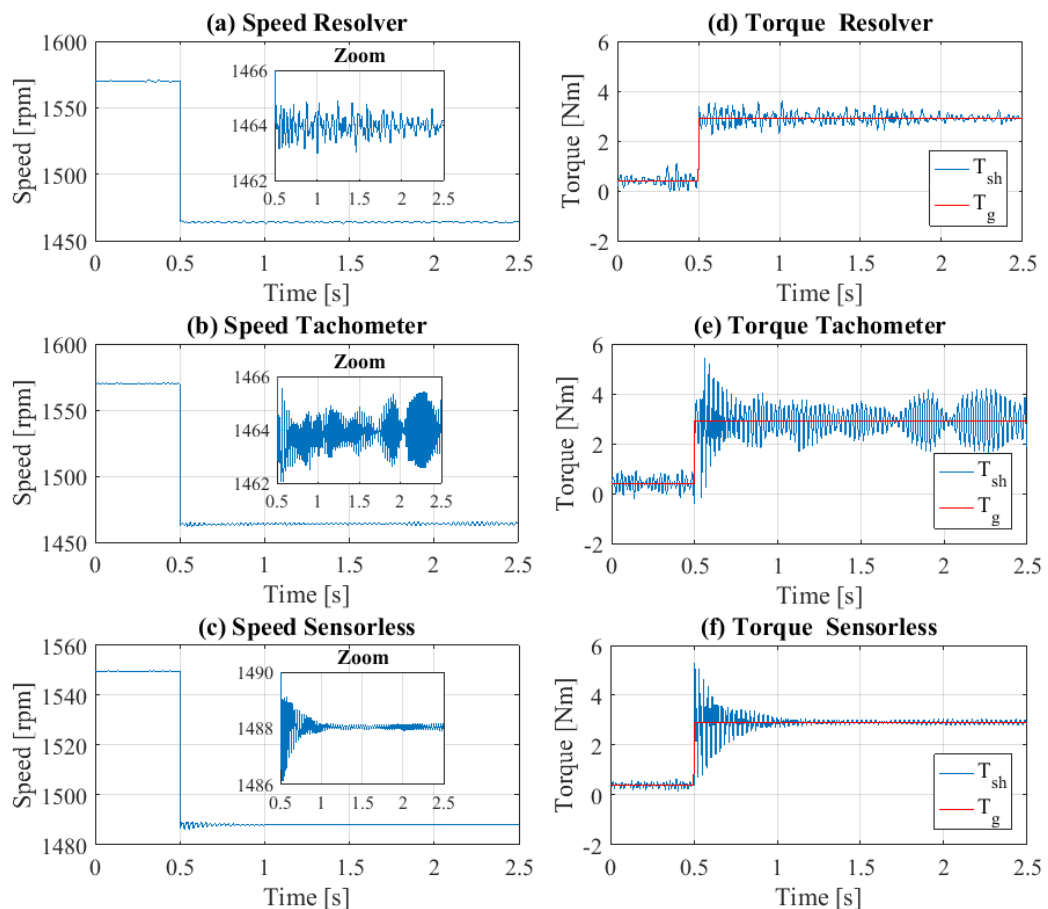 (a) Speed Resolver
1600
1550
1500
1450
Speed [rpm]
Zoom
1466
1464
1462
0.5 1 1.5 2 2.5
0 0.5 1 1.5 2 2.5
Time [s]
(d) Torque Resolver
6
4
2
0
-2
Torque [Nm]
T_sh
T_g
0 0.5 1 1.5 2 2.5
Time [s]
(b) Speed Tachometer
1600
1550
1500
1450
Speed [rpm]
Zoom
1466
1464
1462
0.5 1 1.5 2 2.5
0 0.5 1 1.5 2 2.5
Time [s]
(e) Torque Tachometer
6
4
2
0
-2
Torque [Nm]
T_sh
T_g
0 0.5 1 1.5 2 2.5
Time [s]
(c) Speed Sensorless
1560
1540
1520
1500
1480
Speed [rpm]
Zoom
1490
1488
1486
0.5 1 1.5 2 2.5
0 0.5 1 1.5 2 2.5
Time [s]
(f) Torque Sensorless
6
4
2
0
-2
Torque [Nm]
T_sh
T_g
0 0.5 1 1.5 2 2.5
Time [s]